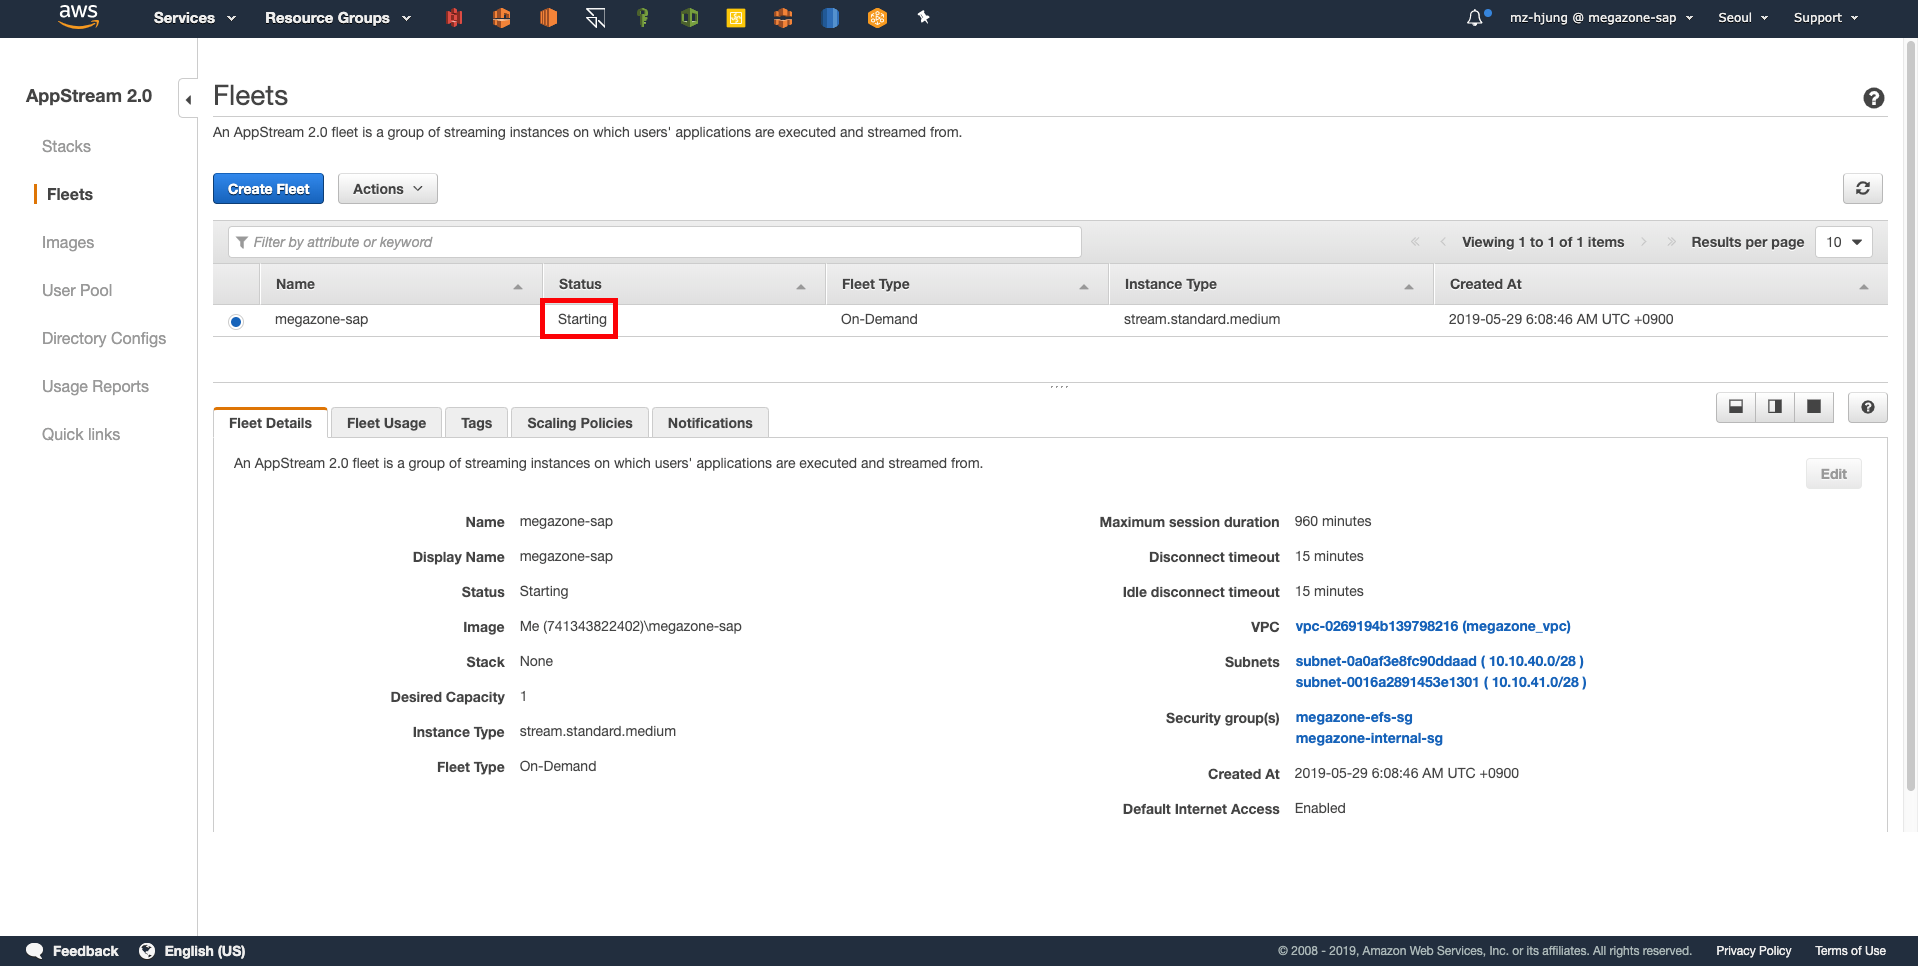 aws Services Resource Groups mz-hjung @ megazone-sap Seoul Support
AppStream 2.0
Stacks
Fleets
Images
User Pool
Directory Configs
Usage Reports
Quick links
Fleets
An AppStream 2.0 fleet is a group of streaming instances on which users' applications are executed and streamed from.
Create Fleet Actions
Filter by attribute or keyword Viewing 1 to 1 of 1 items Results per page 10
Name Status Fleet Type Instance Type Created At
megazone-sap Starting On-Demand stream.standard.medium 2019-05-29 6:08:46 AM UTC +0900
Fleet Details Fleet Usage Tags Scaling Policies Notifications
An AppStream 2.0 fleet is a group of streaming instances on which users' applications are executed and streamed from.
Edit
Name megazone-sap
Display Name megazone-sap
Status Starting
Image Me (741343822402)\megazone-sap
Stack None
Desired Capacity 1
Instance Type stream.standard.medium
Fleet Type On-Demand
Maximum session duration 960 minutes
Disconnect timeout 15 minutes
Idle disconnect timeout 15 minutes
VPC vpc-0269194b139798216 (megazone_vpc)
Subnets subnet-0a0af3e8fc90ddaad ( 10.10.40.0/28 )
subnet-0016a2891453e1301 ( 10.10.41.0/28 )
Security group(s) megazone-efs-sg
megazone-internal-sg
Created At 2019-05-29 6:08:46 AM UTC +0900
Default Internet Access Enabled
Feedback English (US) © 2008 - 2019, Amazon Web Services, Inc. or its affiliates. All rights reserved. Privacy Policy Terms of Use